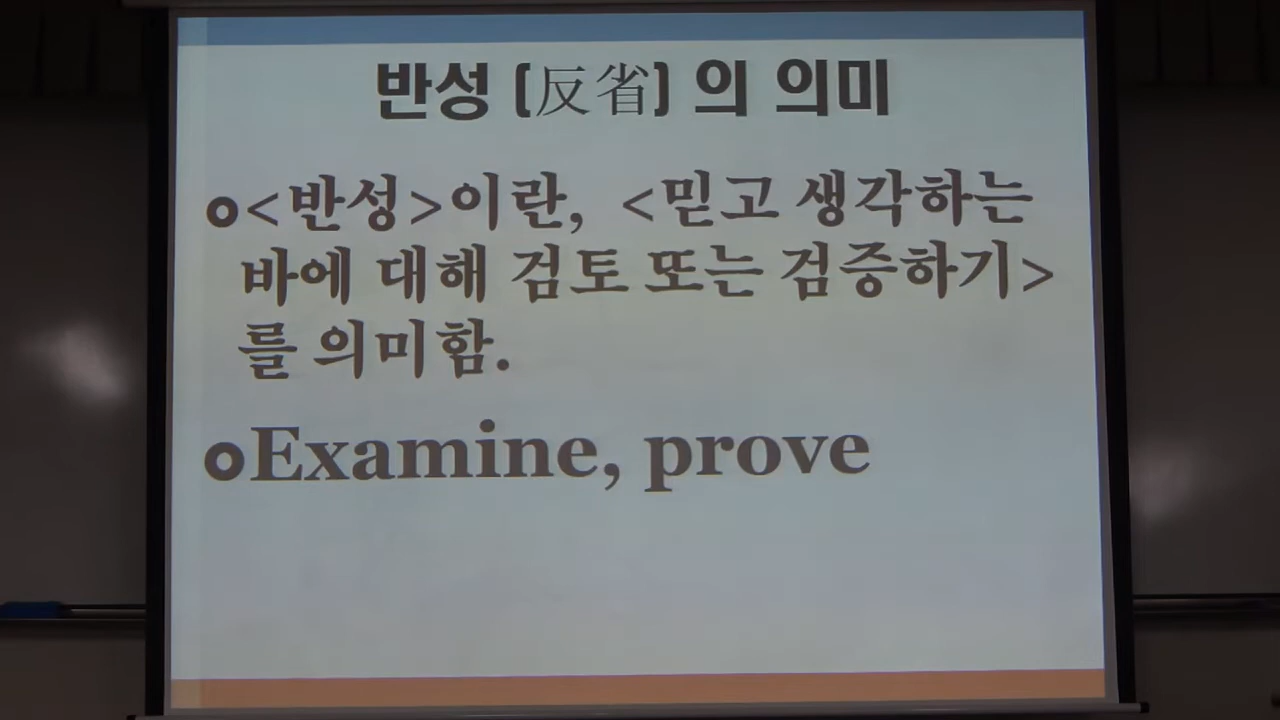 반성 (反省) 의 의미
<반성>이란, <믿고 생각하는
바에 대해 검토 또는 검증하기>
를 의미함.
Examine, prove